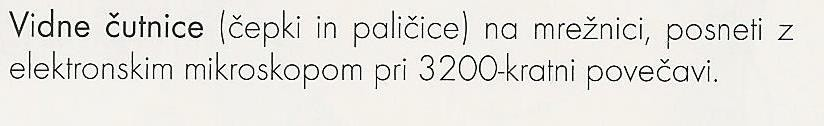 Vidne čutnice (čepki in paličice) na mrežnici, posneti z
elektronskim mikroskopom pri 3200-kratni povečavi.